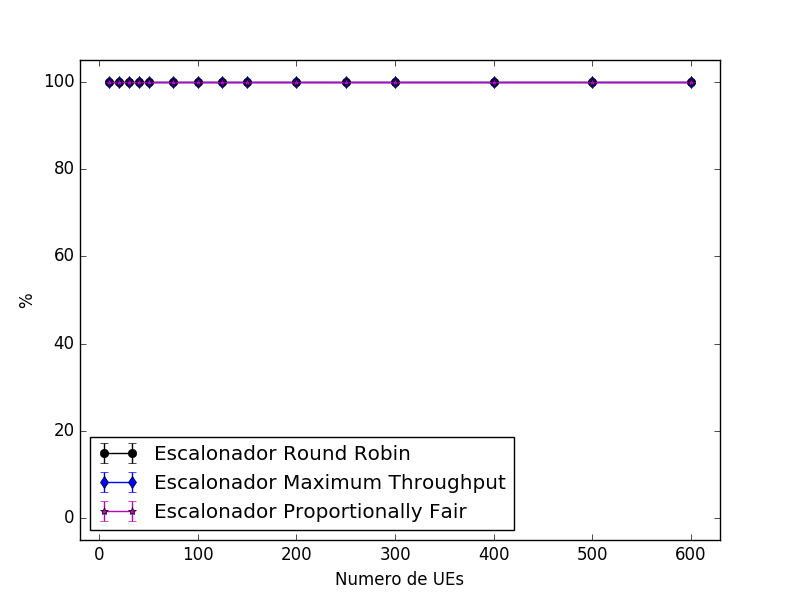 100
80
60
40
20
0
%
Escalonador Round Robin
Escalonador Maximum Throughput
Escalonador Proportionally Fair
0 100 200 300 400 500 600
Numero de UEs